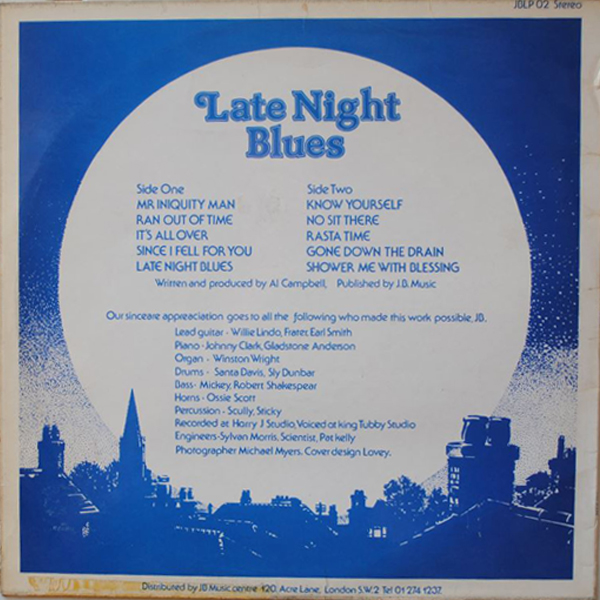 JBLP 02 Stereo
Late Night
Blues
Side One
MR INIQUITY MAN
RAN OUT OF TIME
IT'S ALL OVER
SINCE I FELL FOR YOU
LATE NIGHT BLUES
Side Two
KNOW YOURSELF
NO SIT THERE
RASTA TIME
GONE DOWN THE DRAIN
SHOWER ME WITH BLESSING
Written and produced by Al Campbell, Published by J.B. Music
Our sinceare appreaciation goes to all the following who made this work possible, JB.
Lead guitar - Willie Lindo, Frater, Earl Smith
Piano - Johnny Clark, Gladstone Anderson
Organ - Winston Wright
Drums - Santa Davis, Sly Dunbar
Bass- Mickey, Robert Shakespear
Horns - Ossie Scott
Percussion - Scully, Sticky
Recorded at Harry J Studio, Voiced at king Tubby Studio
Engineers-Sylvan Morris, Scientist, Pat kelly
Photographer Michael Myers. Cover design Lovey.
Distributed by JB Music centre 120, Acre Lane, London S.W.2 Tel 01 274 1237.